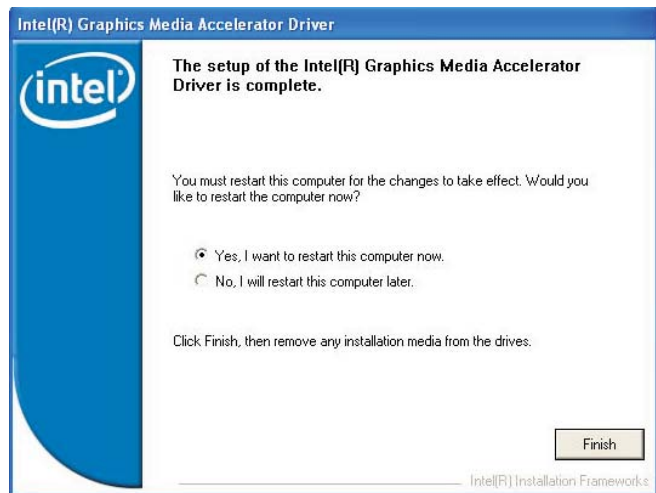 Intel(R) Graphics Media Accelerator Driver
intel
The setup of the Intel(R) Graphics Media Accelerator
Driver is complete.
You must restart this computer for the changes to take effect. Would you
like to restart the computer now?
Yes, I want to restart this computer now.
No, I will restart this computer later.
Click Finish, then remove any installation media from the drives.
Finish
Intel(R) Installation Frameworks